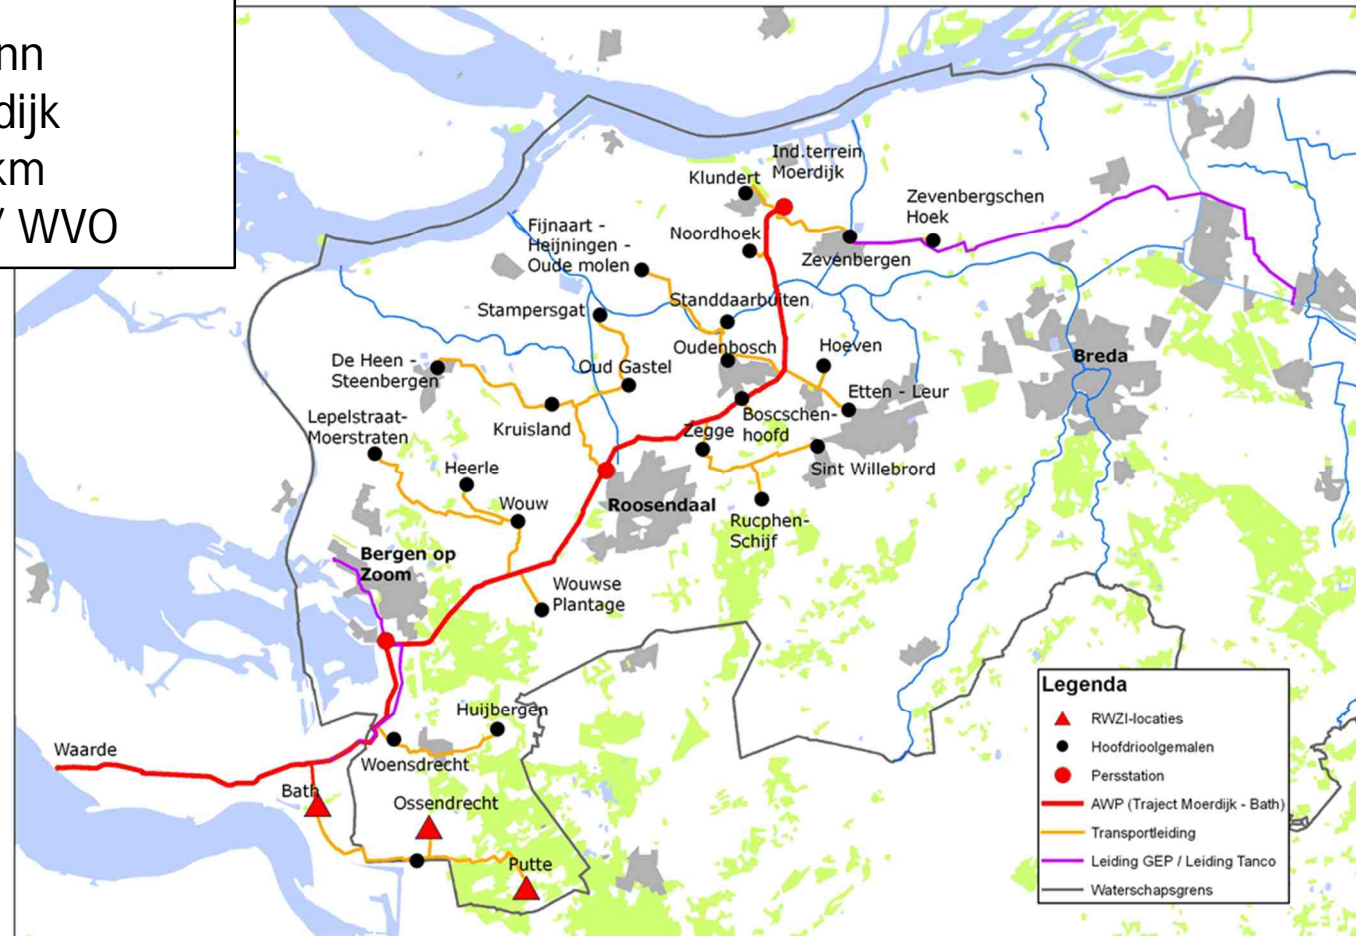 nn
dijk
km
/ WVO
Ind.terrein
Moerdijk
Klundert
Zevenbergschen
Hoek
Fijnaart -
Heijningen -
Oude molen
Noordhoek
Zevenbergen
Standdaarbuiten
Stampersgat
Oudenbosch
Hoeven
Breda
De Heen -
Steenbergen
Oud Gastel
Etten - Leur
Lepelstraat-
Moerstraten
Kruisland
Boscschen-
hoofd
Zegge
Heerle
Sint Willebrord
Wouw
Roosendaal
Rucphen-
Schijf
Bergen op
Zoom
Wouwse
Plantage
Huijbergen
Waarde
Woensdrecht
Bath
Ossendrecht
Putte
Legenda
RWZI-locaties
Hoofdrioolgemalen
Persstation
AWP (Traject Moerdijk - Bath)
Transportleiding
Leiding GEP / Leiding Tanco
Waterschapsgrens